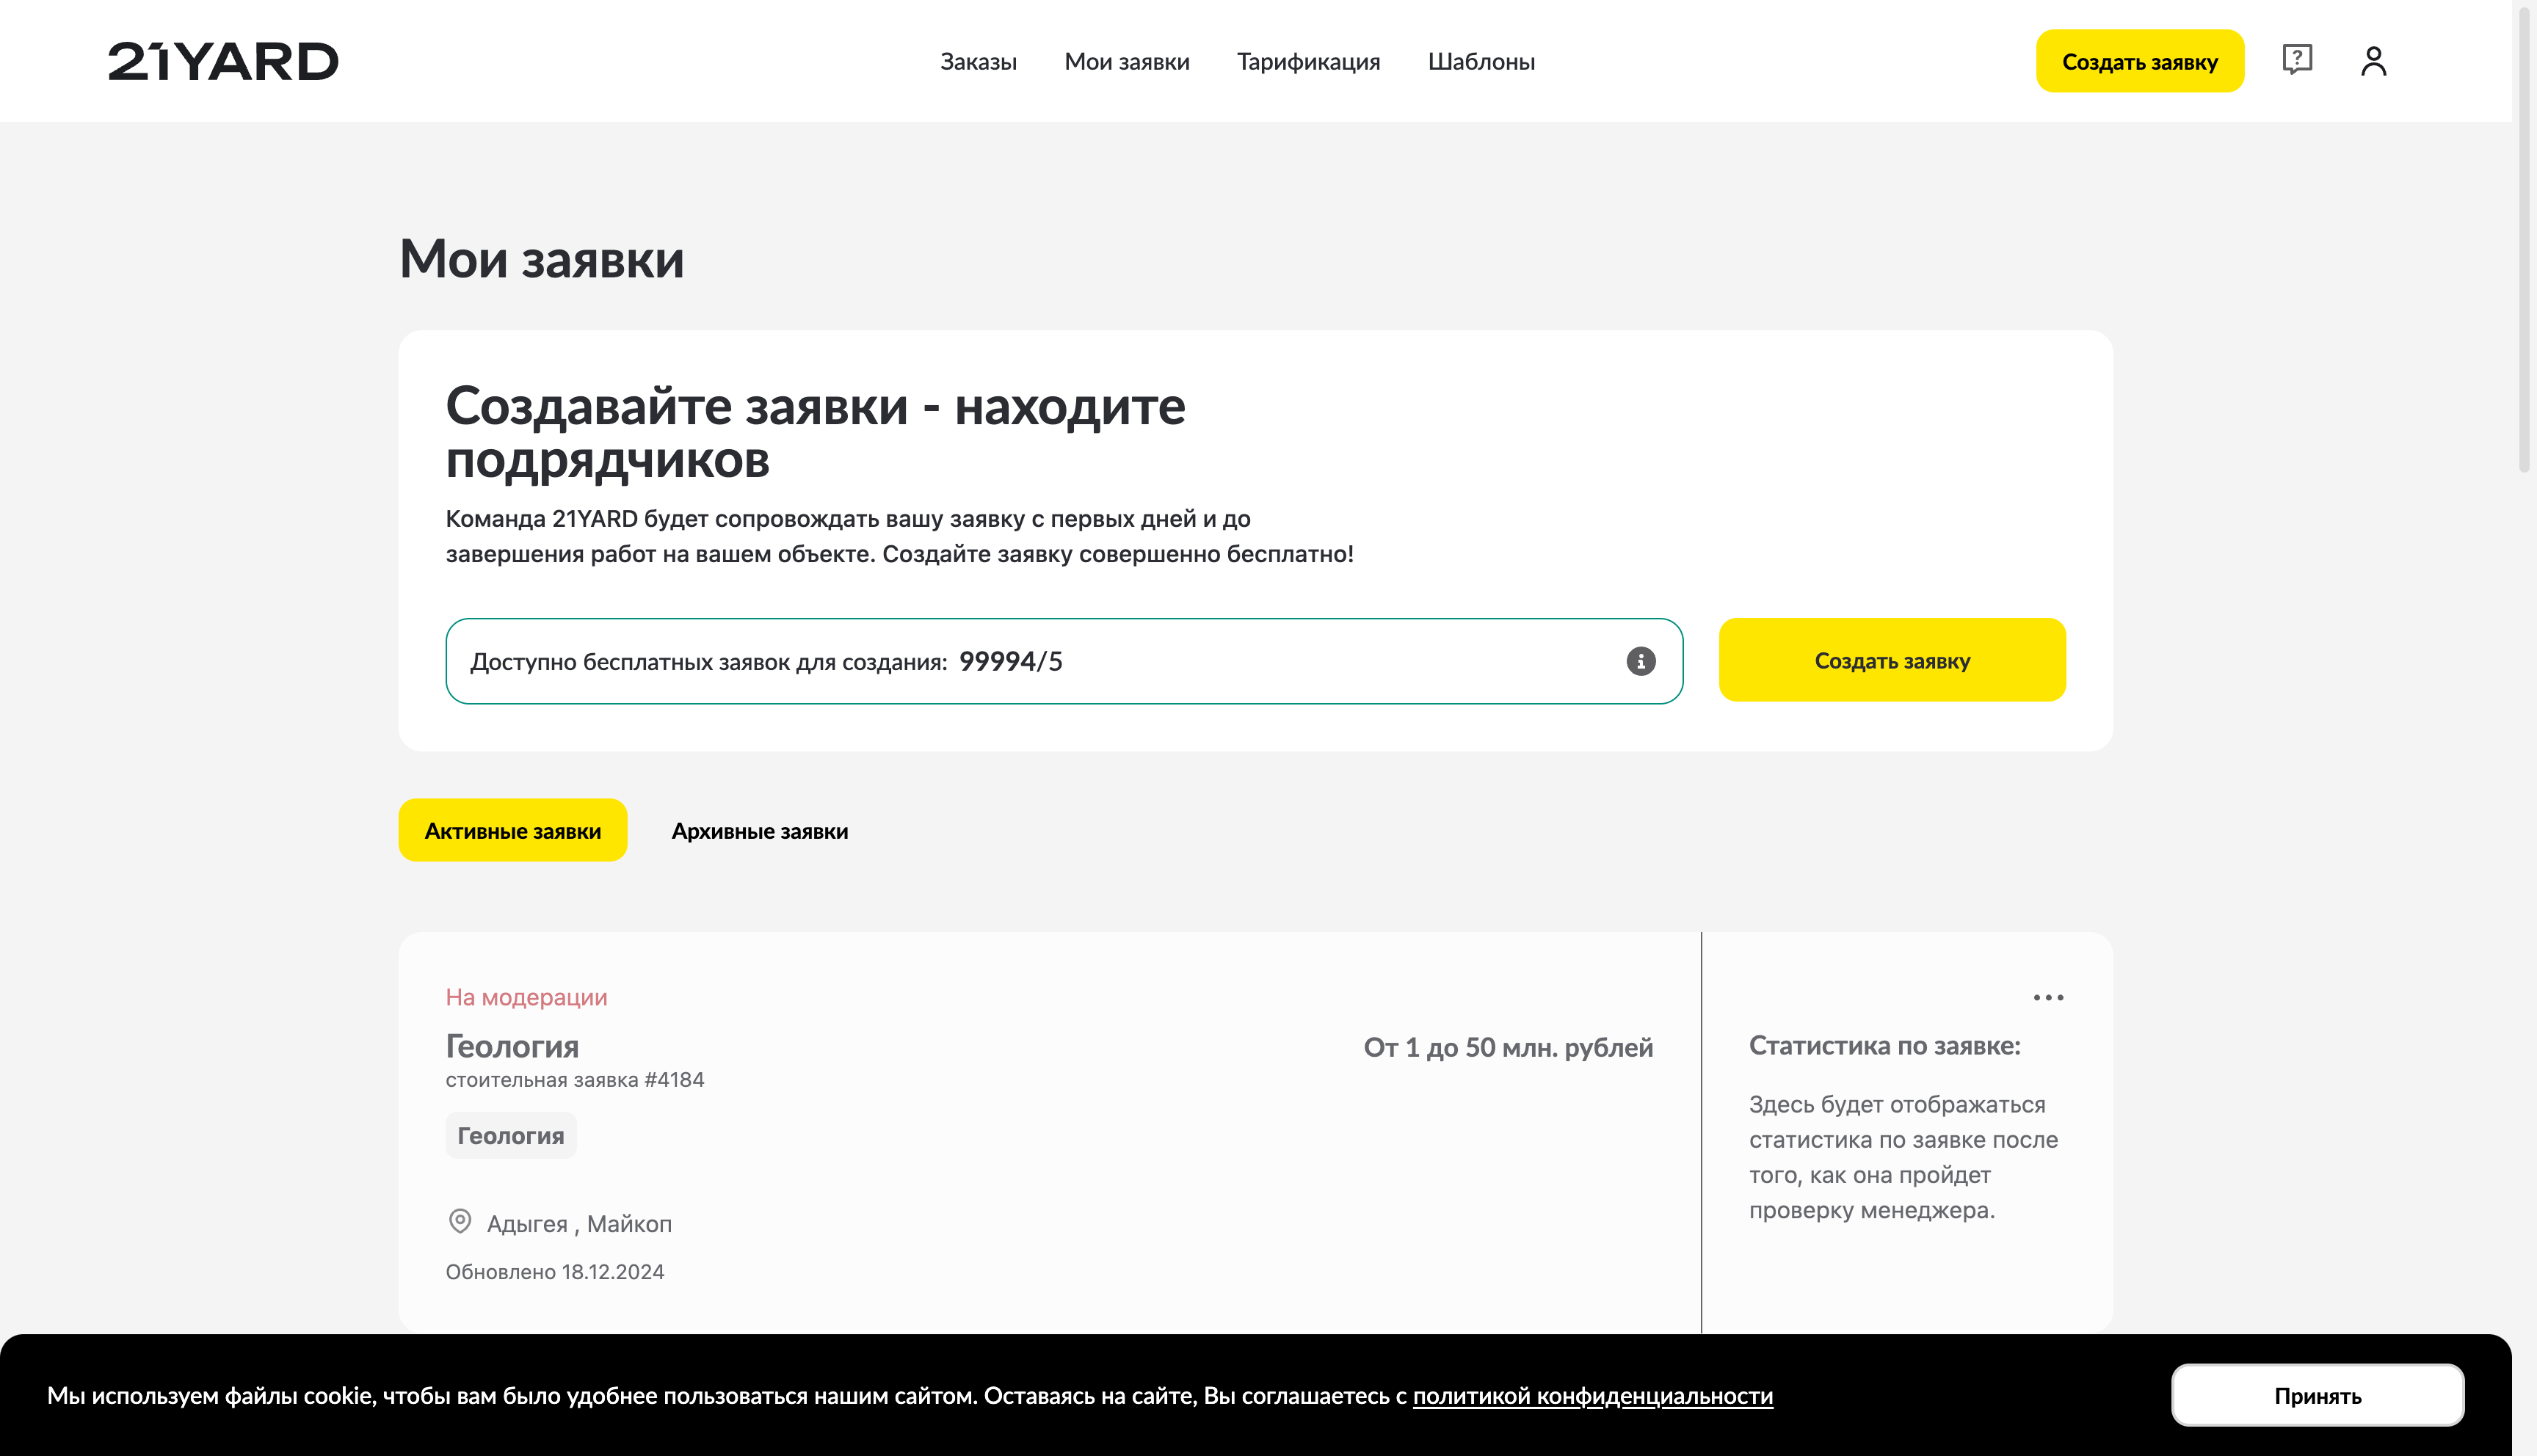 21YARD
Заказы
Мои заявки
Тарификация
Шаблоны
Создать заявку
Мои заявки
Создавайте заявки - находите
подрядчиков
Команда 21YARD будет сопровождать вашу заявку с первых дней и до
завершения работ на вашем объекте. Создайте заявку совершенно бесплатно!
Доступно бесплатных заявок для создания: 99994/5
Создать заявку
Активные заявки
Архивные заявки
На модерации
Геология
От 1 до 50 млн. рублей
стоительная заявка #4184
Геология
Адыгея , Майкоп
Обновлено 18.12.2024
Статистика по заявке:
Здесь будет отображаться
статистика по заявке после
того, как она пройдет
проверку менеджера.
Мы используем файлы cookie, чтобы вам было удобнее пользоваться нашим сайтом. Оставаясь на сайте, Вы соглашаетесь с политикой конфиденциальности
Принять